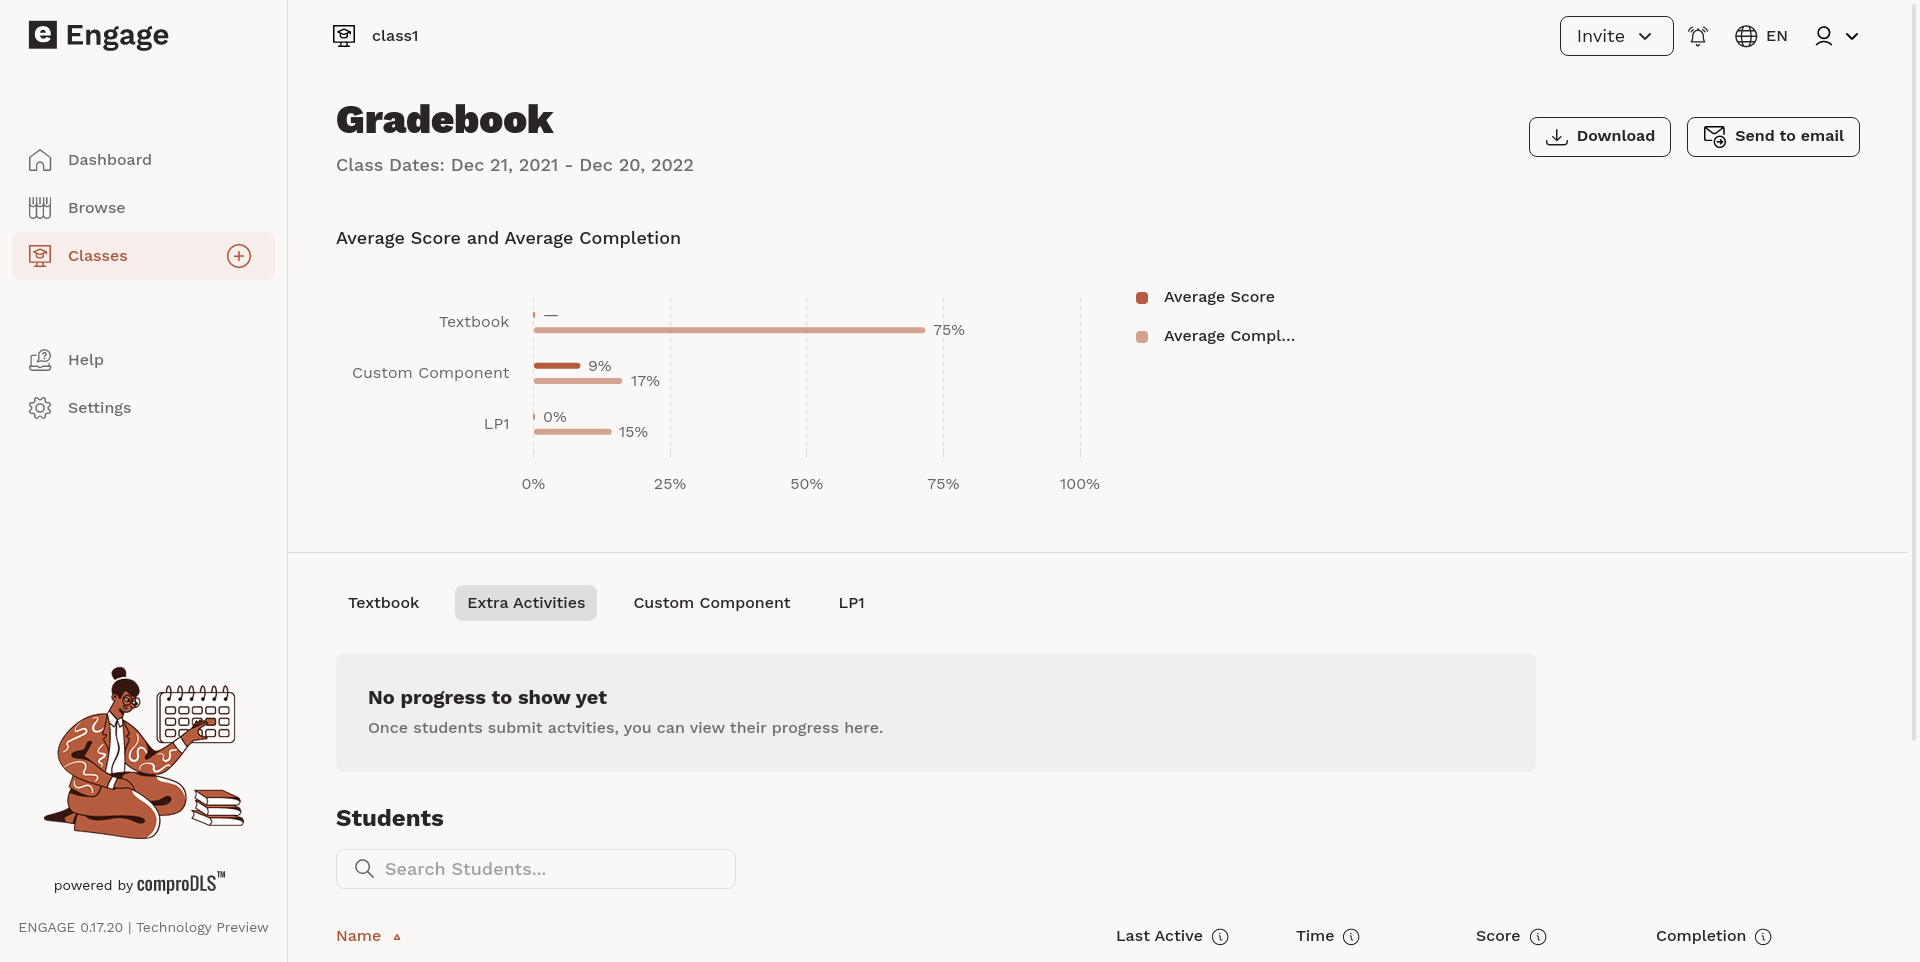 e Engage
class1
Invite
EN
Dashboard
Browse
Classes
Help
Settings
Gradebook
Class Dates: Dec 21, 2021 - Dec 20, 2022
Download
Send to email
Average Score and Average Completion
Textbook
—
75%
Custom Component
9%
17%
LP1
0%
15%
0% 25% 50% 75% 100%
Average Score
Average Compl...
Textbook Extra Activities Custom Component LP1
No progress to show yet
Once students submit actvities, you can view their progress here.
Students
Search Students...
Name Last Active Time Score Completion
powered by comproDLS™
ENGAGE 0.17.20 | Technology Preview